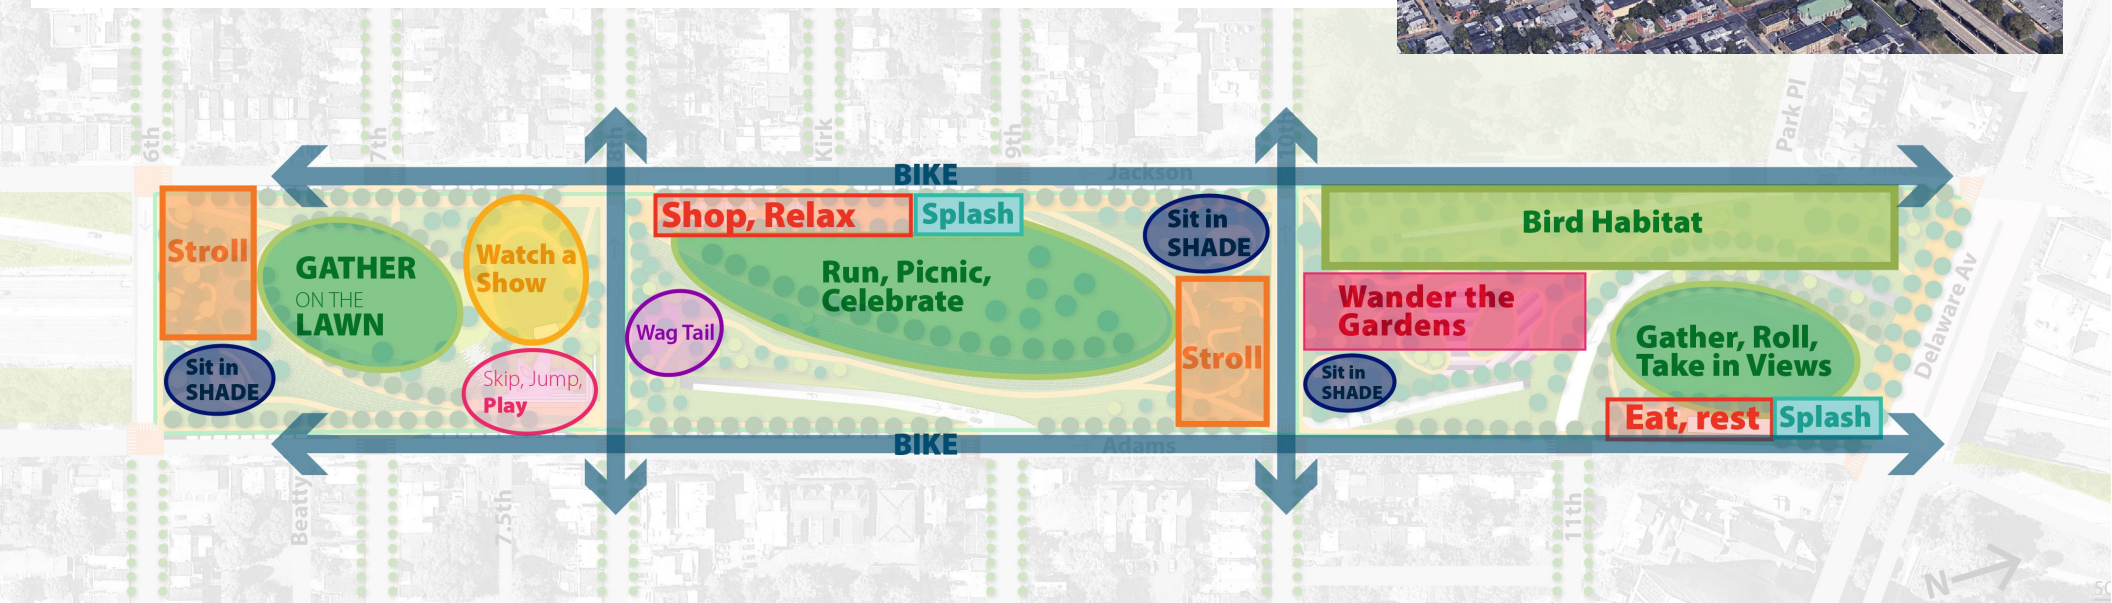 6th
7th
8th
Kirk
9th
10th
Park Pl
BIKE
Jackson
Stroll
GATHER
ON THE
LAWN
Watch a
Show
Shop, Relax
Splash
Run, Picnic,
Celebrate
Sit in
SHADE
Bird Habitat
Wander the
Gardens
Gather, Roll,
Take in Views
Wag Tail
Stroll
Sit in
SHADE
Skip, Jump,
Play
Sit in
SHADE
Eat, rest
Splash
BIKE
Adams
Delaware Av
Beatty
7.5th
11th
N
50